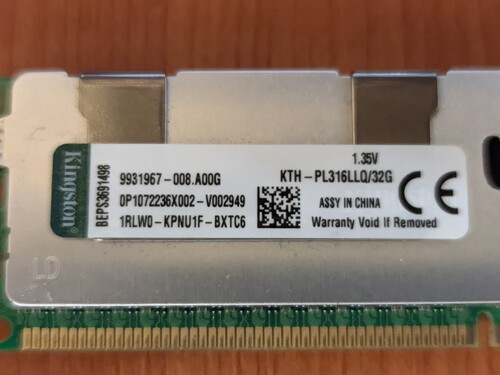 Kingston
BEPS3691498
9931967-008.A00G
0P1072236X002-V002949
1RLW0-KPNU1F-BXTC6
1.35V
KTH-PL316LLQ/32G
ASSY IN CHINA
Warranty Void If Removed
CE